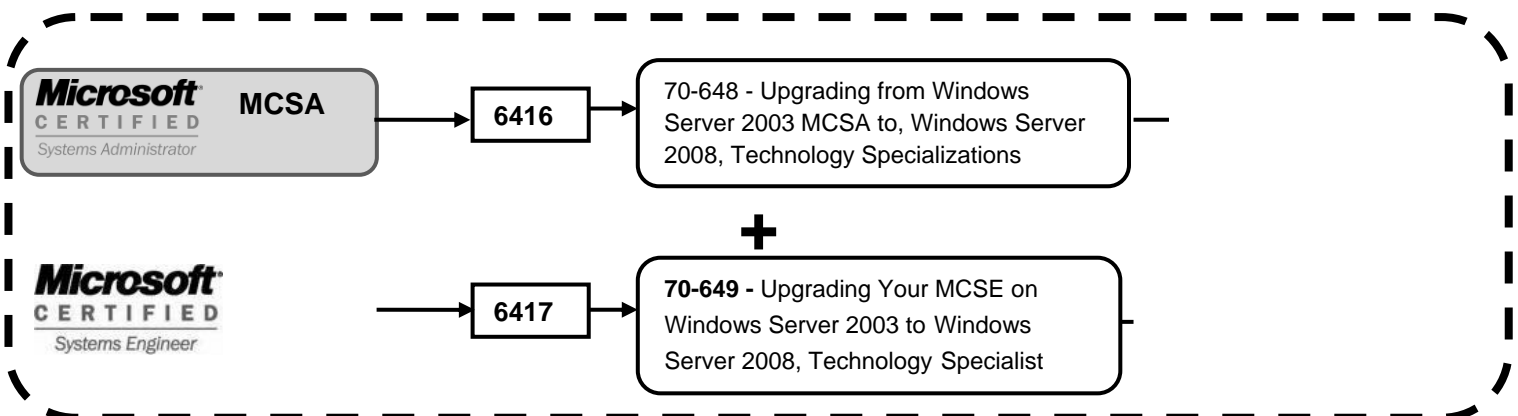 Microsoft MCSA
CERTIFIED
Systems Administrator
6416
70-648 - Upgrading from Windows
Server 2003 MCSA to, Windows Server
2008, Technology Specializations
+
Microsoft
CERTIFIED
Systems Engineer
6417
70-649 - Upgrading Your MCSE on
Windows Server 2003 to Windows
Server 2008, Technology Specialist